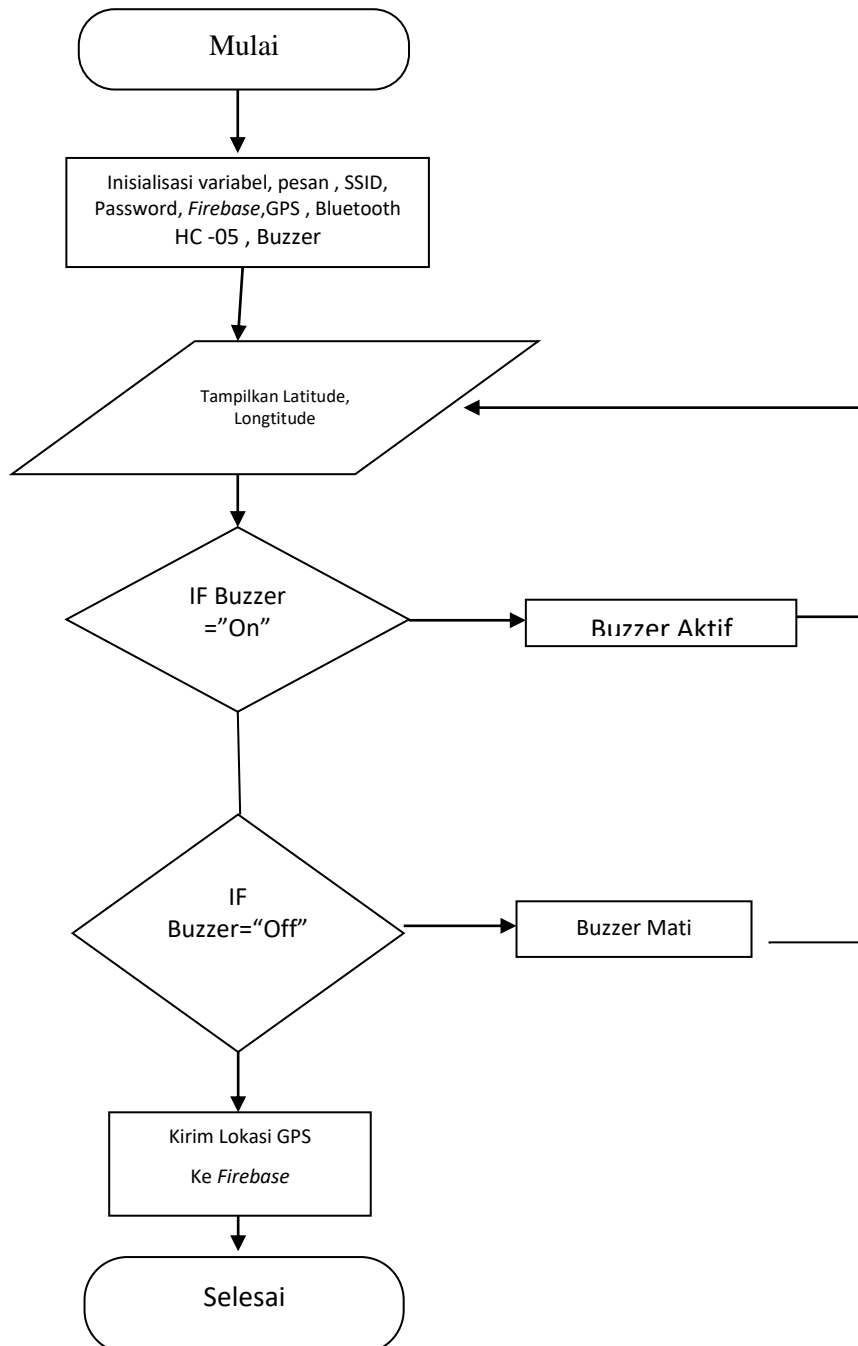 Mulai
Inisialisasi variabel, pesan , SSID,
Password, Firebase,GPS , Bluetooth
HC -05 , Buzzer
Tampilkan Latitude,
Longtitude
IF Buzzer
=”On”
Buzzer Aktif
IF
Buzzer=“Off”
Buzzer Mati
Kirim Lokasi GPS
Ke Firebase
Selesai